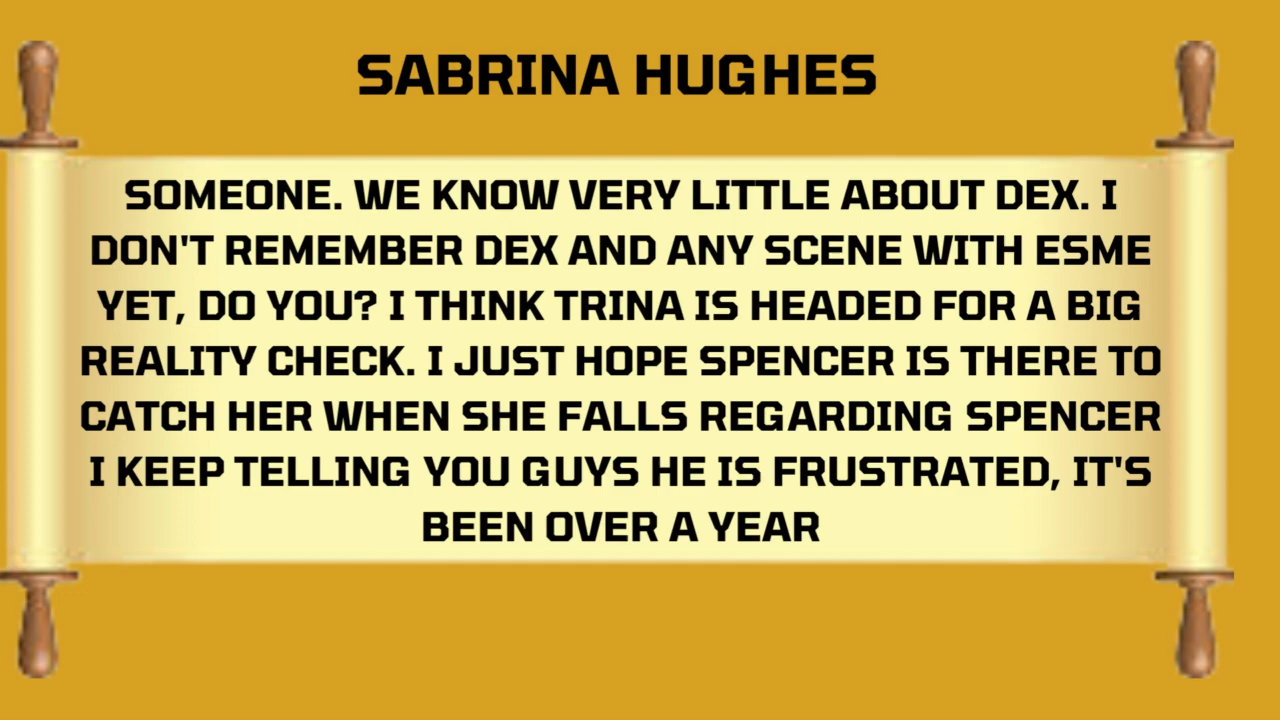 SABRINA HUGHES
SOMEONE. WE KNOW VERY LITTLE ABOUT DEX. I
DON'T REMEMBER DEX AND ANY SCENE WITH ESME
YET, DO YOU? I THINK TRINA IS HEADED FOR A BIG
REALITY CHECK. I JUST HOPE SPENCER IS THERE TO
CATCH HER WHEN SHE FALLS REGARDING SPENCER
I KEEP TELLING YOU GUYS HE IS FRUSTRATED, IT'S
BEEN OVER A YEAR